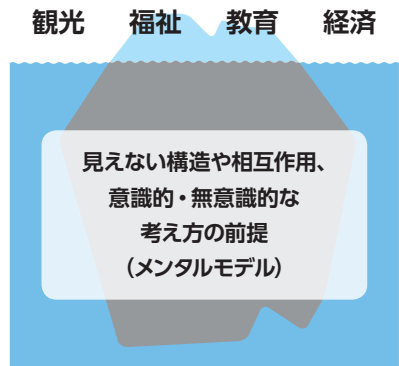 観光 福祉 教育 経済
見えない構造や相互作用、
意識的・無意識的な
考え方の前提
(メンタルモデル)